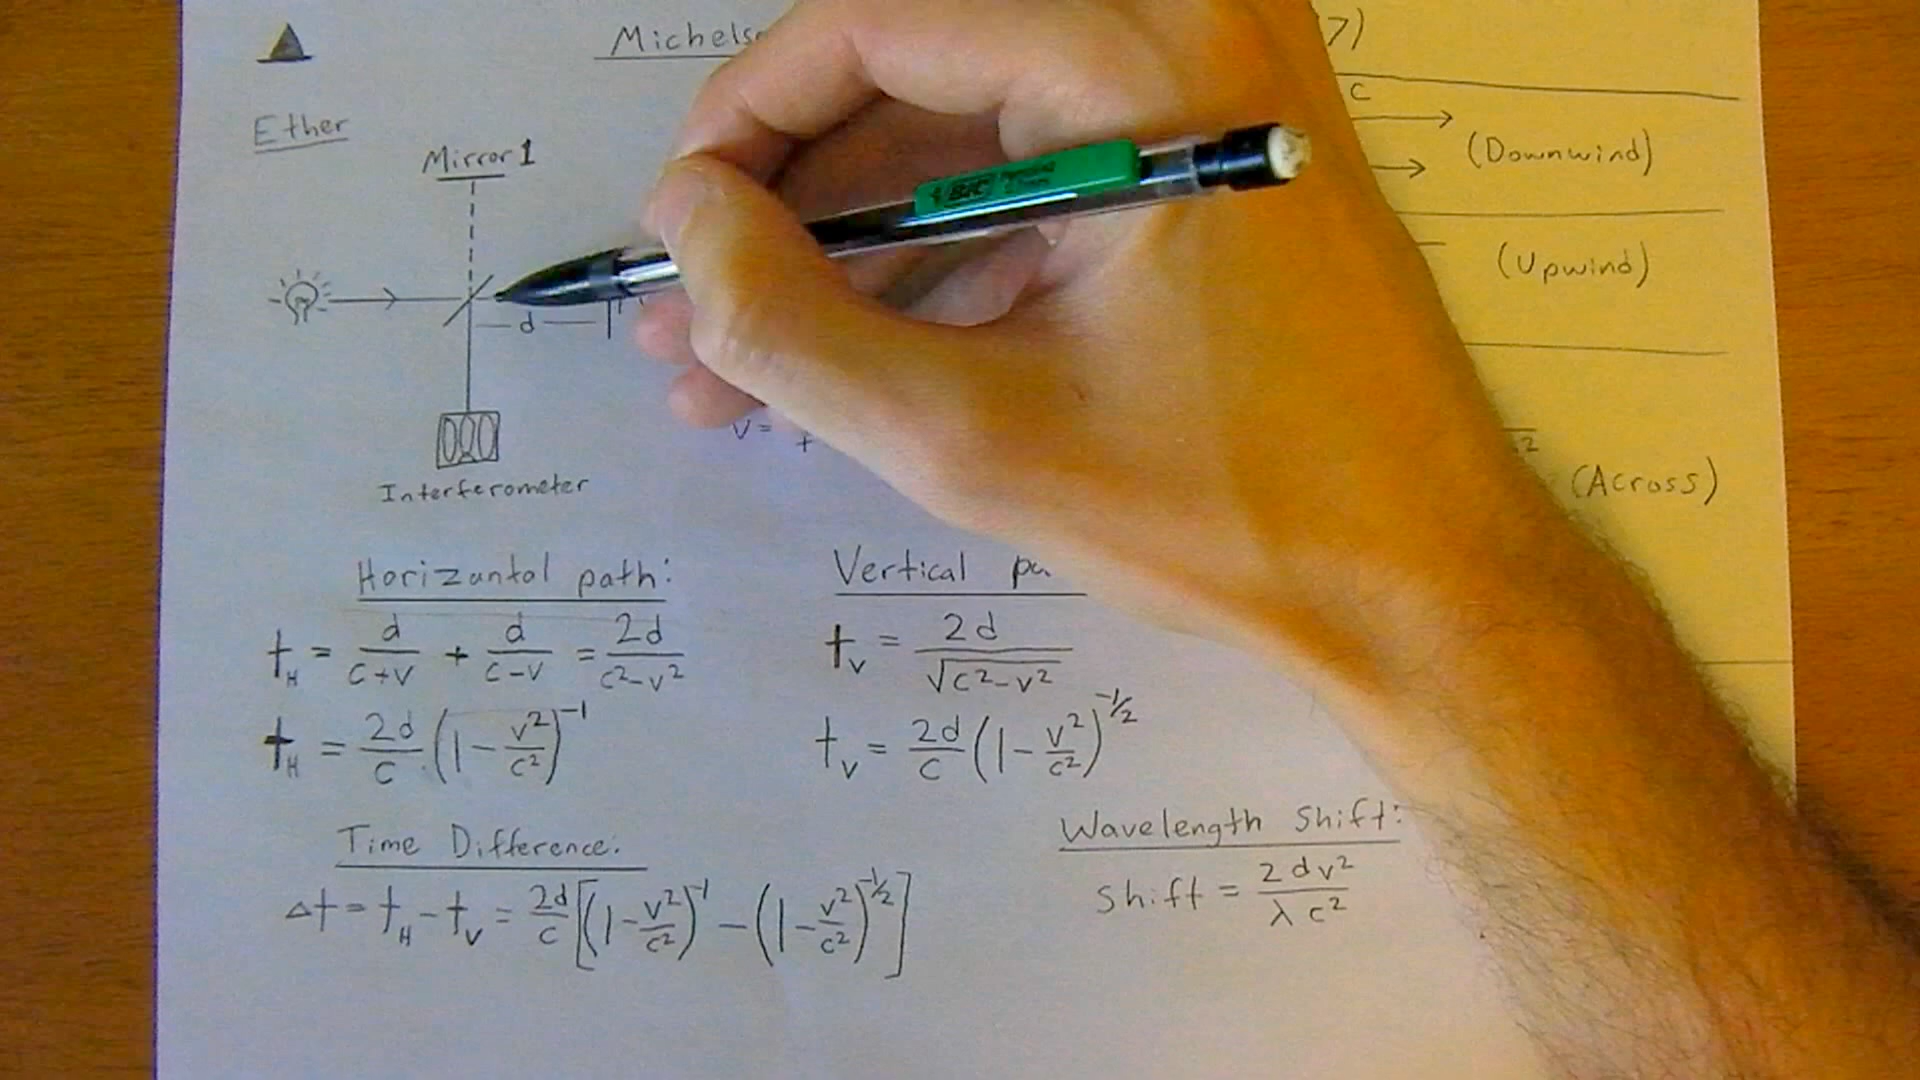 Michels
7)
Ether
Mirror 1
c
(Downwind)
(Upwind)
d
v =
(Across)
Interferometer
BIC
Horizontal path:
t_H = d/(c+v) + d/(c-v) = 2d/(c²-v²)
t_H = 2d/c (1 - v²/c²)^-1
Vertical pa
t_V = 2d/√(c²-v²)
t_V = 2d/c (1 - v²/c²)^-1/2
Time Difference:
Δt = t_H - t_V = 2d/c [(1 - v²/c²)^-1 - (1 - v²/c²)^-1/2]
Wavelength Shift:
Shift = 2dv²/λc²